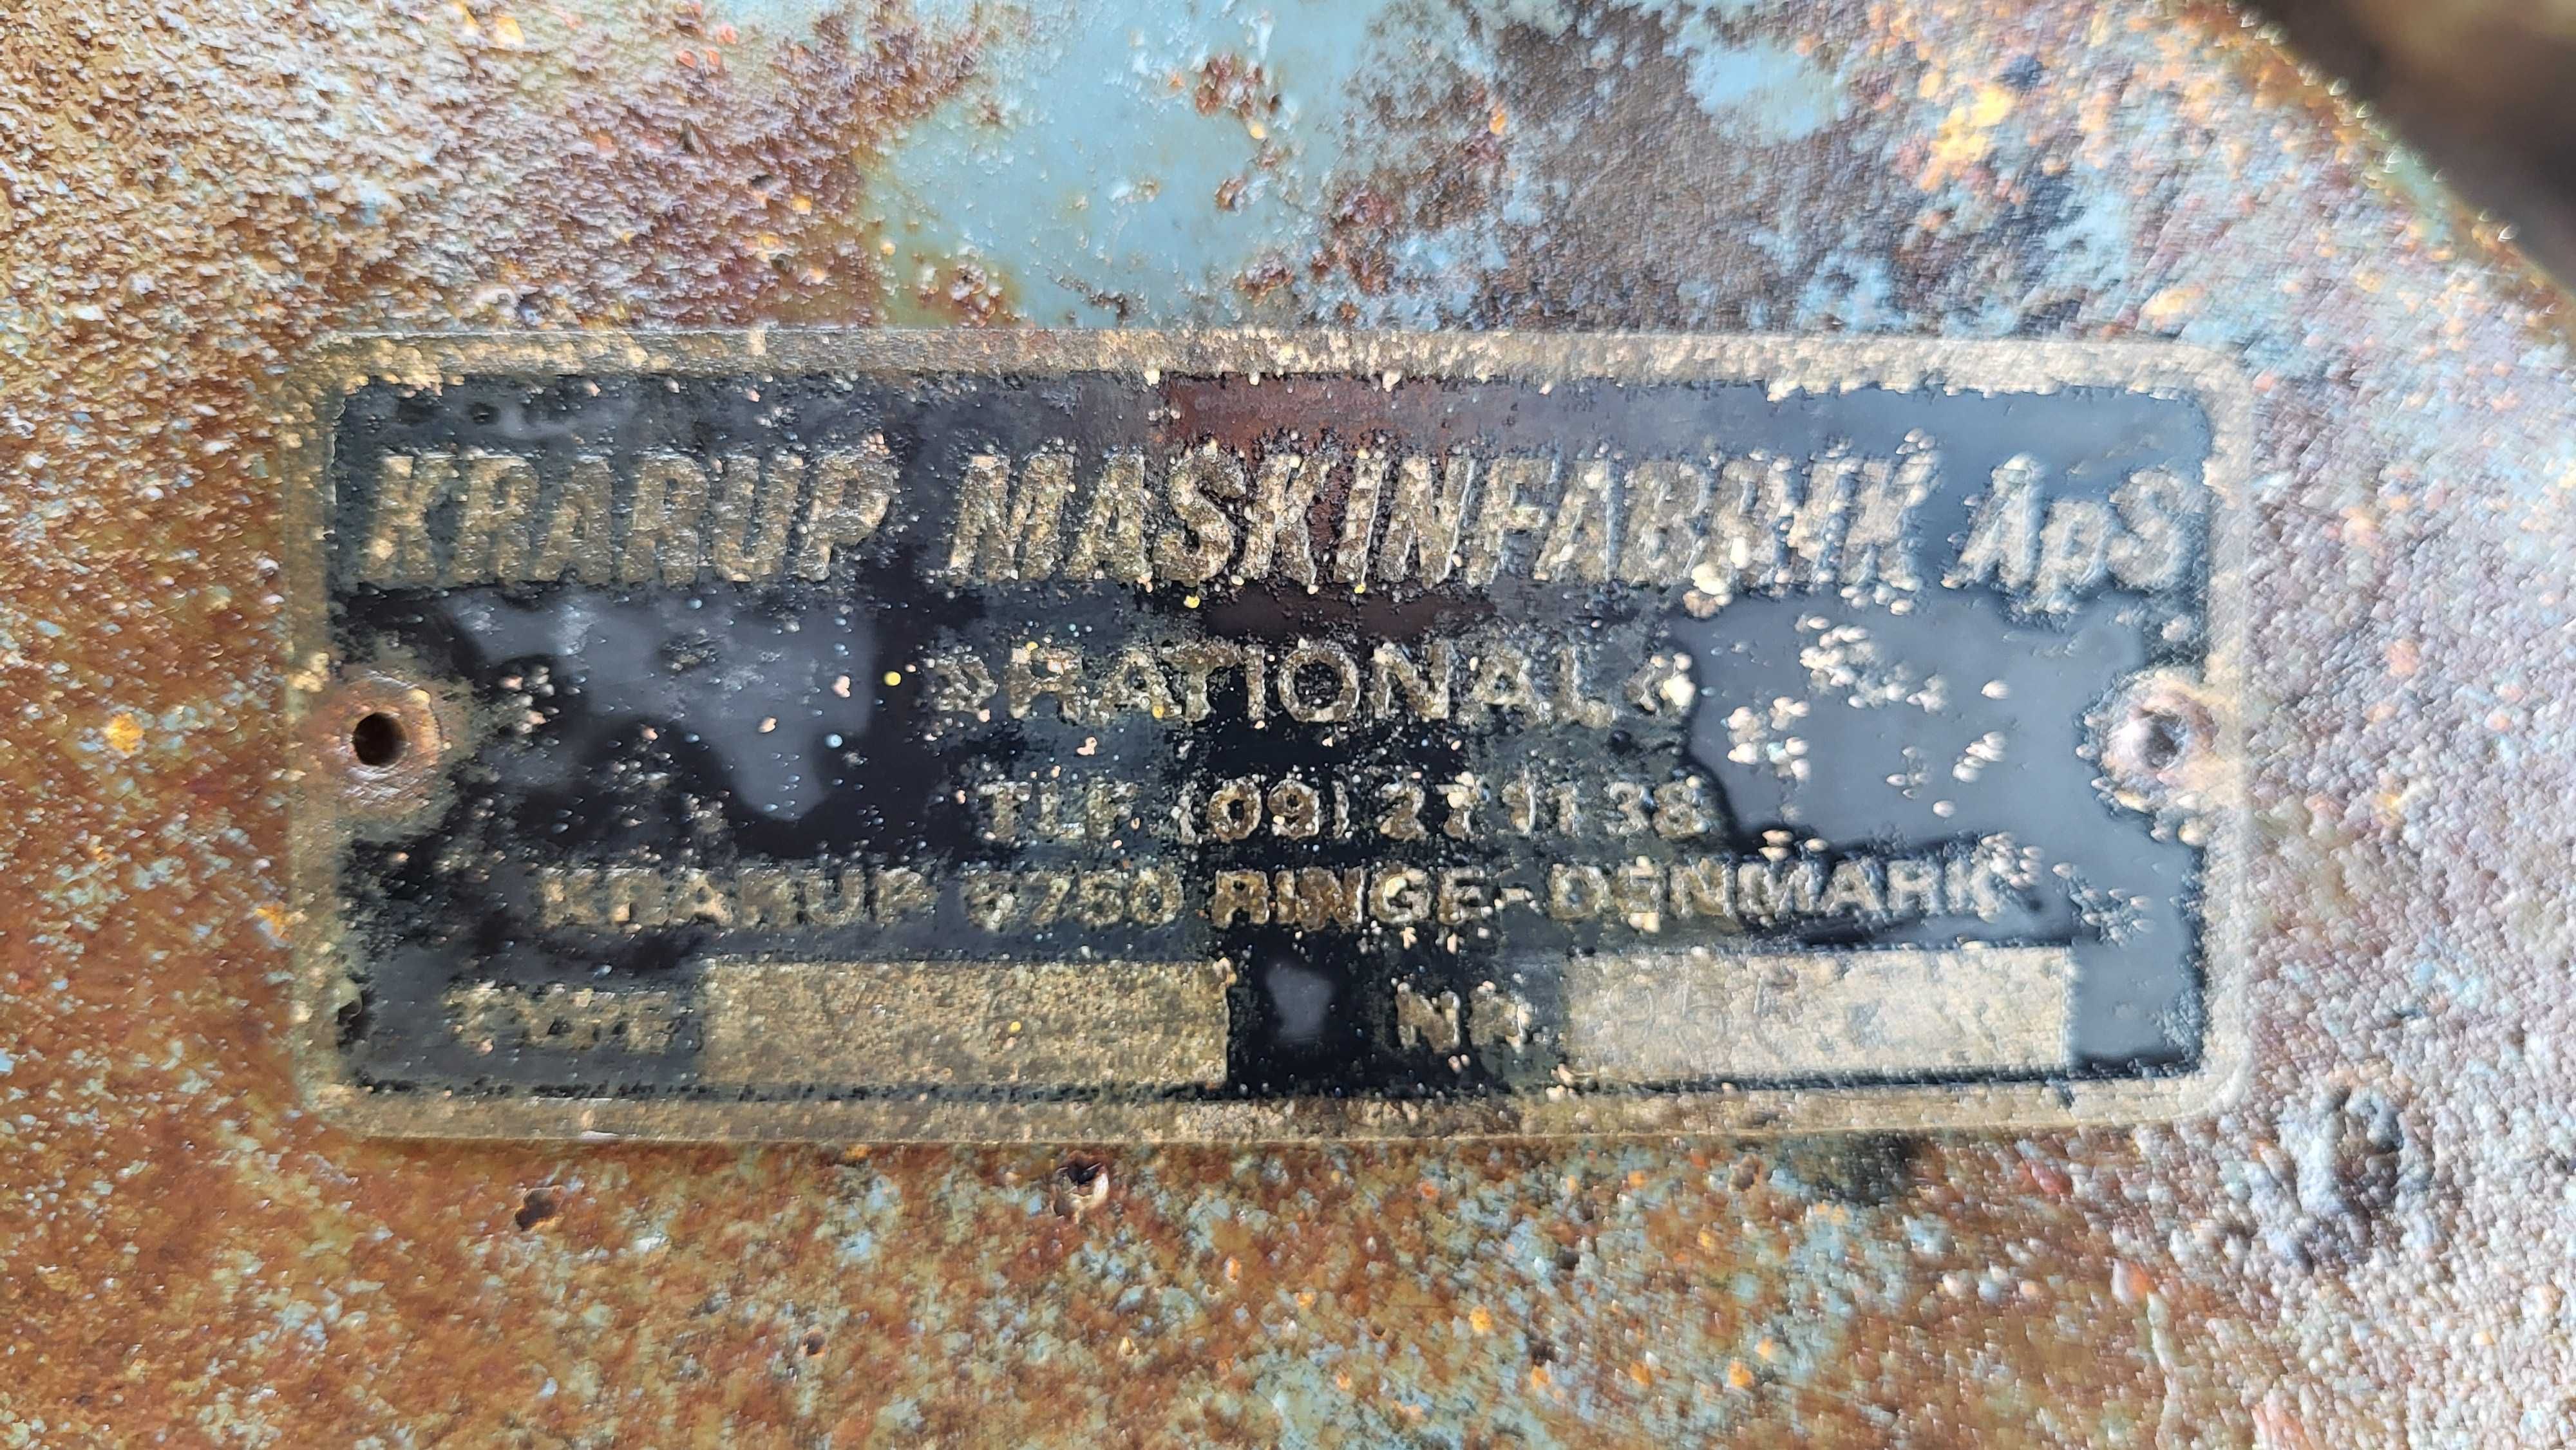 KRARUP MASKINFABRIK ApS
RATIONAL
TLF (09) 27 11 38
KRARUP 5750 RINGE - DENMARK
TYPE NR.